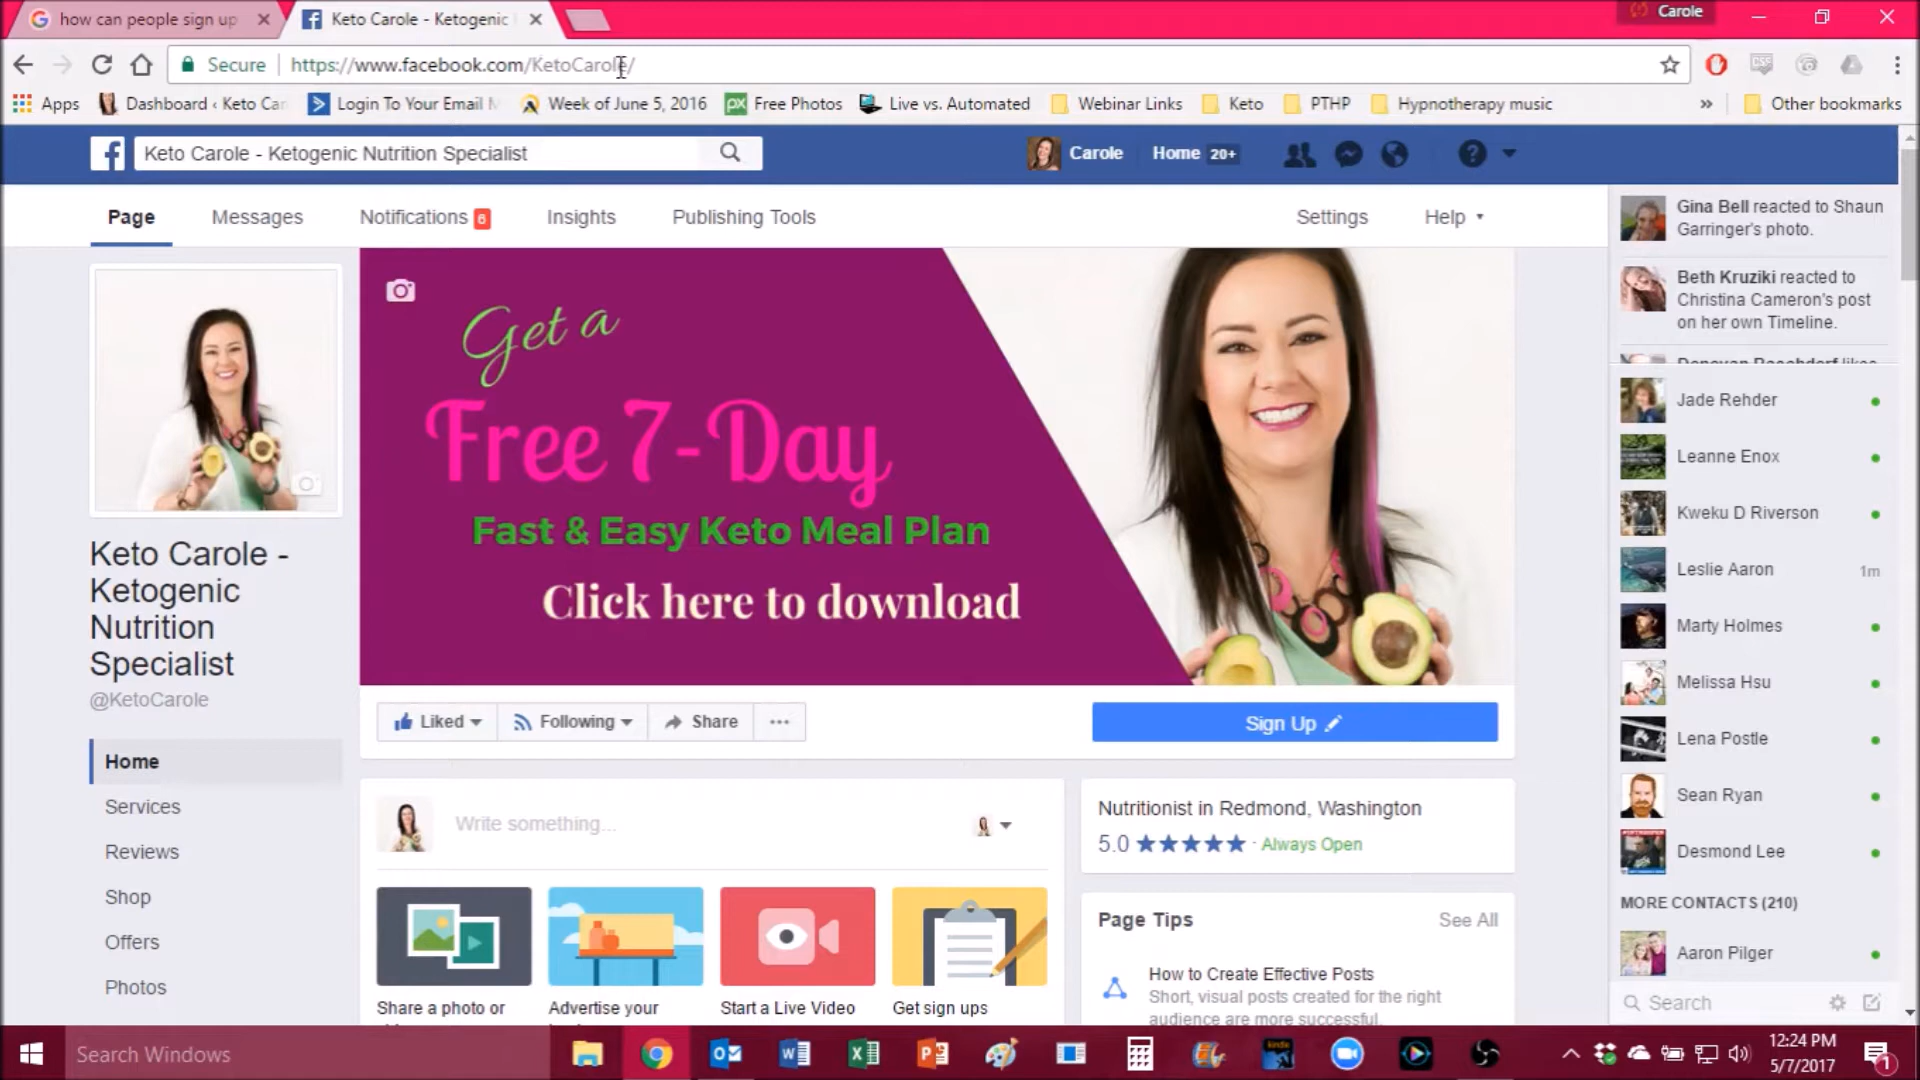 how can people sign up
Keto Carole - Ketogenic
Carole
Secure
https://www.facebook.com/KetoCarole/
Apps
Dashboard ‹ Keto Car
Login To Your Email
Week of June 5, 2016
Free Photos
Live vs. Automated
Webinar Links
Keto
PTHP
Hypnotherapy music
»
Other bookmarks
Keto Carole - Ketogenic Nutrition Specialist
Carole
Home 20+
Page
Messages
Notifications 6
Insights
Publishing Tools
Settings
Help
Gina Bell reacted to Shaun
Garringer's photo.
Beth Kruziki reacted to
Christina Cameron's post
on her own Timeline.
Get a
Free 7-Day
Fast & Easy Keto Meal Plan
Click here to download
Keto Carole -
Ketogenic
Nutrition
Specialist
@KetoCarole
Liked
Following
Share
Sign Up
Home
Services
Reviews
Shop
Offers
Photos
Write something...
Share a photo or
Advertise your
Start a Live Video
Get sign ups
Nutritionist in Redmond, Washington
5.0 ★★★★★ · Always Open
Page Tips
See All
How to Create Effective Posts
Short, visual posts created for the right
audience are more successful.
Jade Rehder
Leanne Enox
Kweku D Riverson
Leslie Aaron 1m
Marty Holmes
Melissa Hsu
Lena Postle
Sean Ryan
Desmond Lee
MORE CONTACTS (210)
Aaron Pilger
Search
Search Windows
12:24 PM
5/7/2017
1